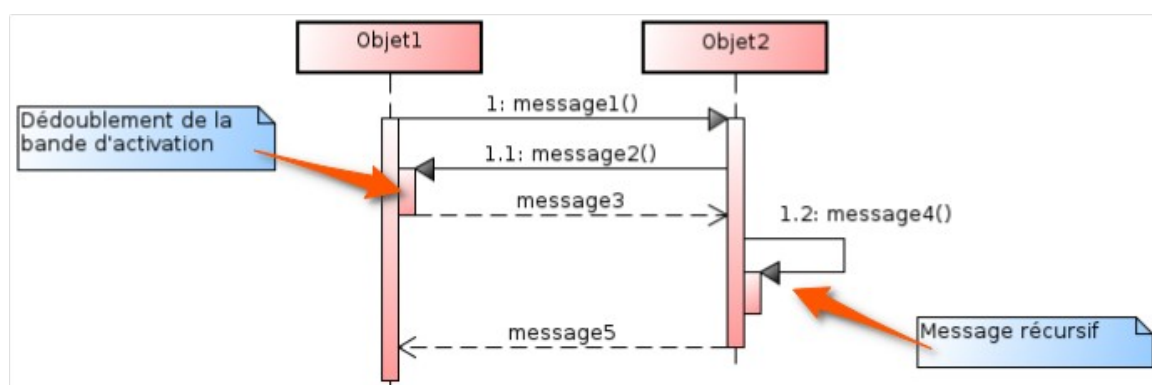 Objet1
Objet2
1: message1()
Dédoublement de la
bande d'activation
1.1: message2()
message3
1.2: message4()
message5
Message récursif